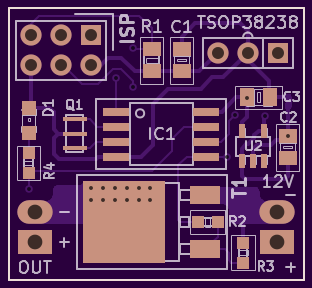 ISP
R1
C1
TSOP38238
C3
D1
Q1
IC1
C2
U2
R4
T1
12V
-
-
R2
+
OUT
R3
+